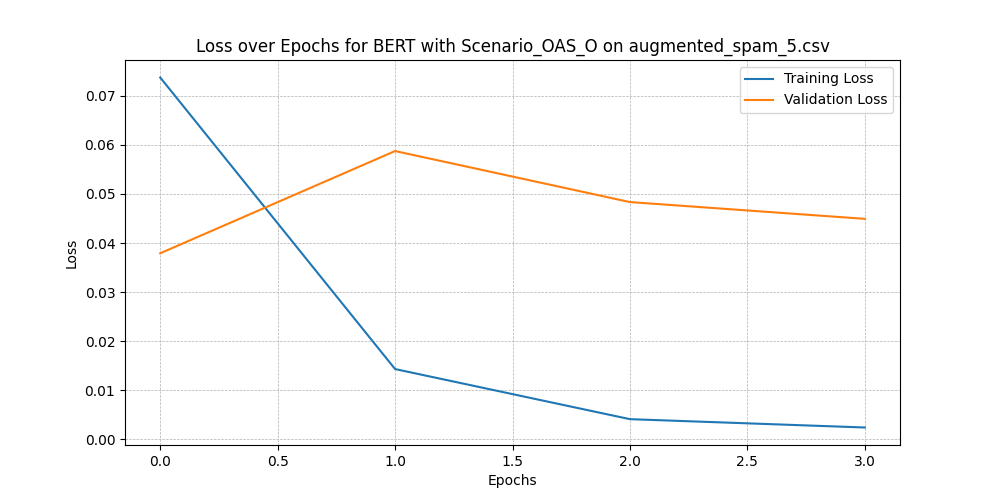 Loss over Epochs for BERT with Scenario_OAS_O on augmented_spam_5.csv
Training Loss
Validation Loss
0.07
0.06
0.05
0.04
0.03
0.02
0.01
0.00
Loss
0.0 0.5 1.0 1.5 2.0 2.5 3.0
Epochs